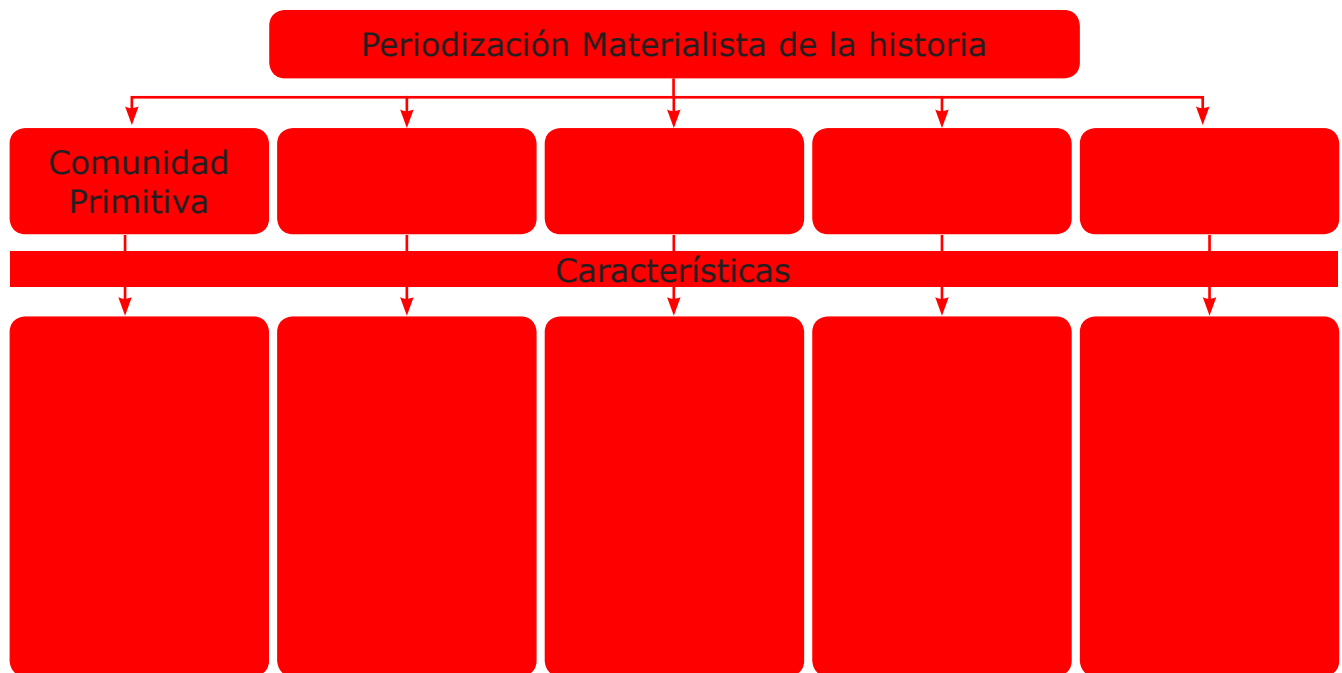 Periodización Materialista de la historia
Comunidad
Primitiva
Características